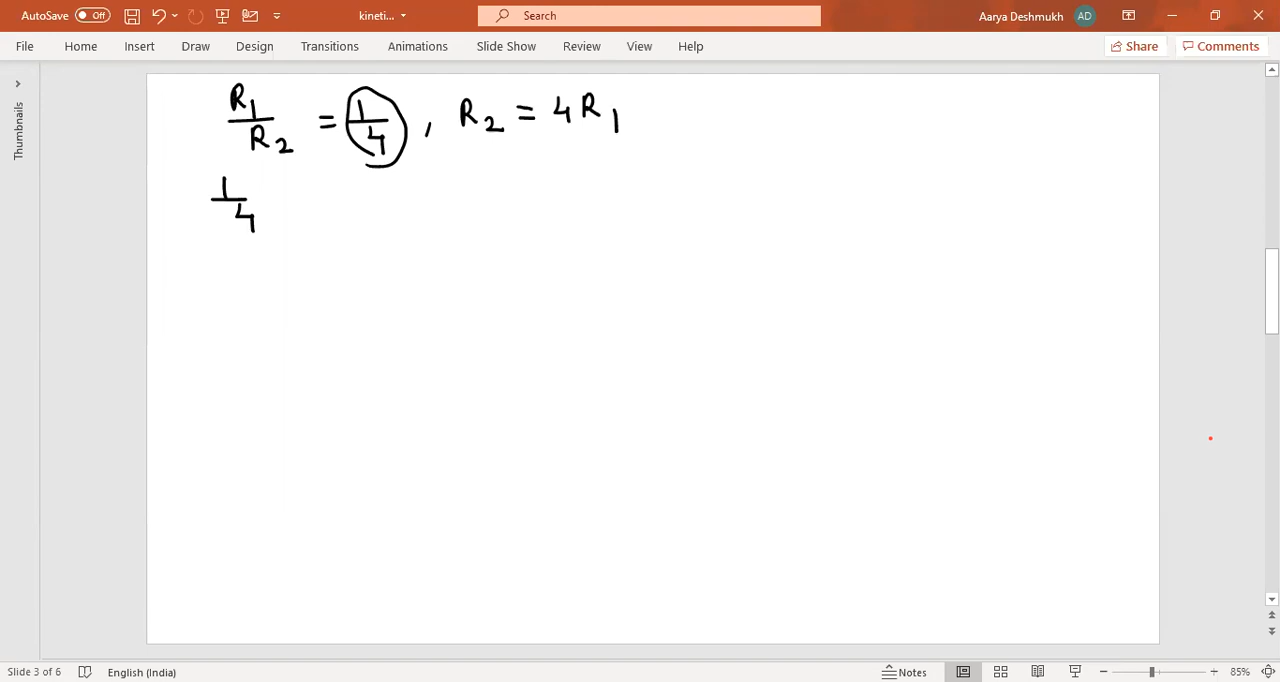 AutoSave Off kineti... Search Aarya Deshmukh AD
File Home Insert Draw Design Transitions Animations Slide Show Review View Help Share Comments
Thumbnails
R₁/R₂ = 1/4 , R₂ = 4R₁
1/4
Slide 3 of 6 English (India) Notes 85%